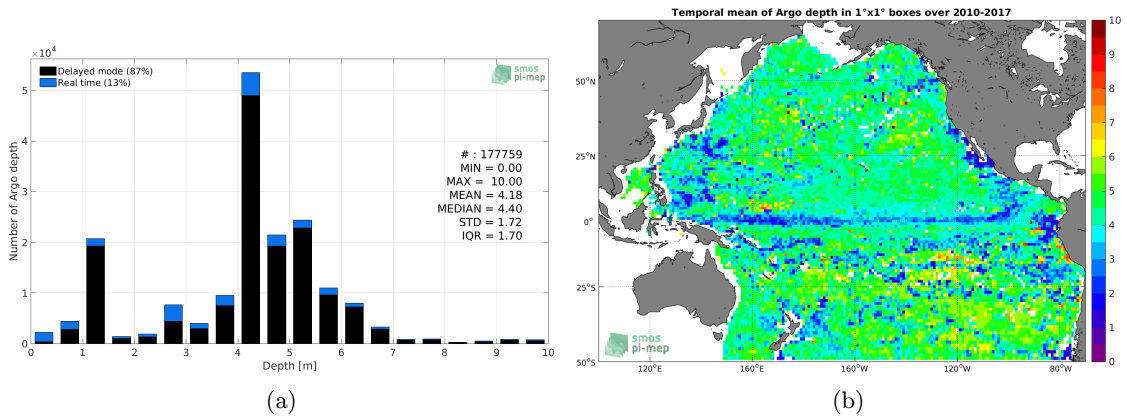 ×10⁴
5
4
3
2
1
0
Number of Argo depth
Delayed mode (87%)
Real time (13%)
smos
pi-mep
# : 177759
MIN = 0.00
MAX = 10.00
MEAN = 4.18
MEDIAN = 4.40
STD = 1.72
IQR = 1.70
0 1 2 3 4 5 6 7 8 9 10
Depth [m]
(a)
Temporal mean of Argo depth in 1°x1° boxes over 2010-2017
50°N
25°N
0°
25°S
50°S
smos
pi-mep
120°E 160°E 160°W 120°W 80°W
10
9
8
7
6
5
4
3
2
1
0
(b)